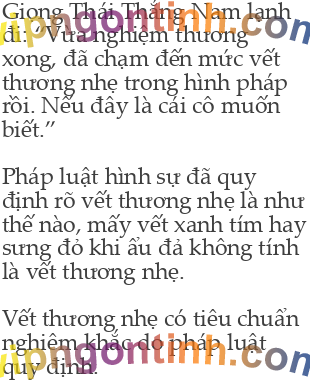 Giọng Thái Thắng Nam lạnh
đi: “Vừa nghiệm thương
xong, đã chạm đến mức vết
thương nhẹ trong hình pháp
rồi. Nếu đây là cái cô muốn
biết.”
Pháp luật hình sự đã quy
định rõ vết thương nhẹ là như
thế nào, mấy vết xanh tím hay
sưng đỏ khi ẩu đả không tính
là vết thương nhẹ.
Vết thương nhẹ có tiêu chuẩn
nghiêm khắc do pháp luật
quy định.
vipngontinh.com
vipngontinh.com